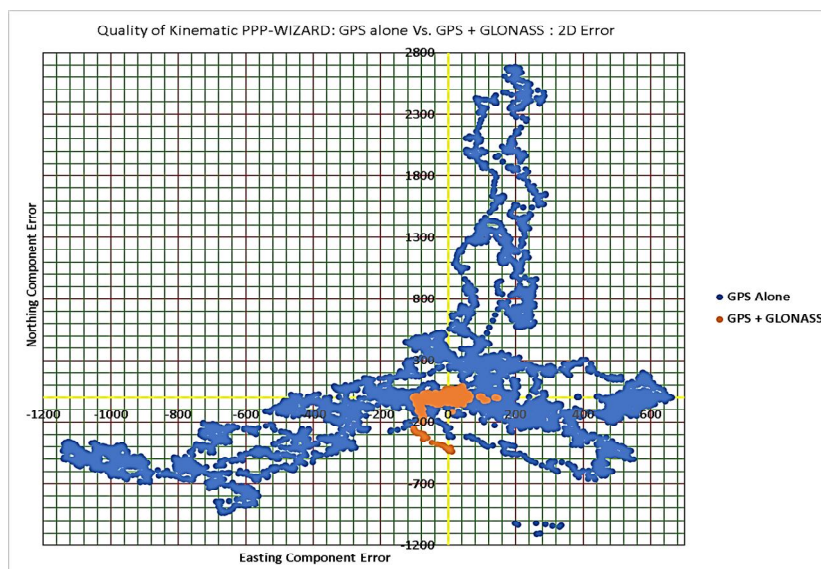 Quality of Kinematic PPP-WIZARD: GPS alone Vs. GPS + GLONASS : 2D Error
2800
2300
1800
1300
800
300
-1200 -1000 -800 -600 -400 -200 0 200 400 600
-200
-700
-1200
Northing Component Error
Easting Component Error
GPS Alone
GPS + GLONASS